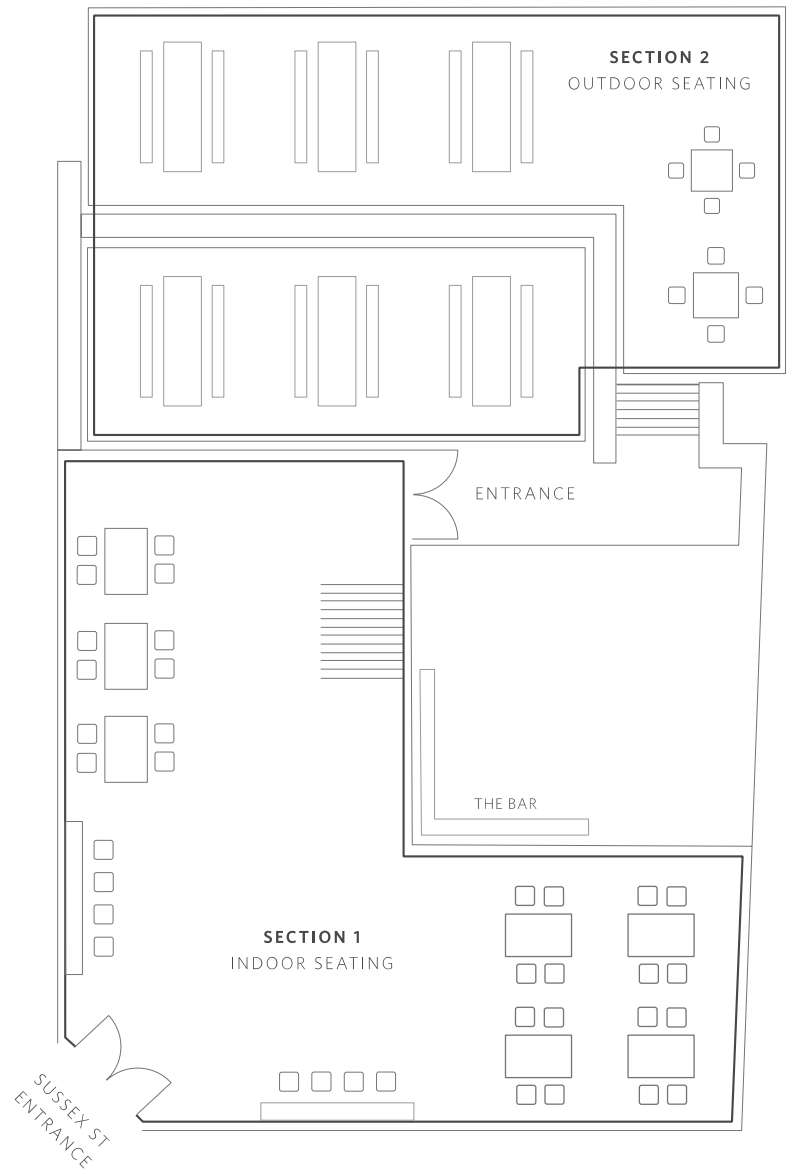 SECTION 2
OUTDOOR SEATING
ENTRANCE
THE BAR
SECTION 1
INDOOR SEATING
SUSSEX ST
ENTRANCE